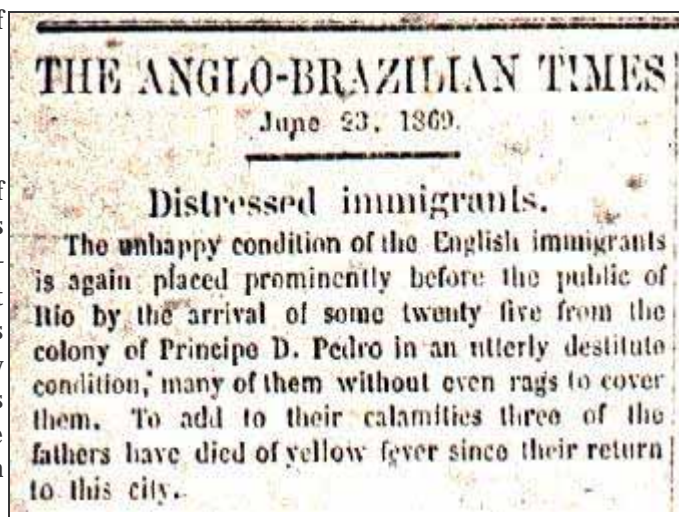 THE ANGLO-BRAZILIAN TIMES
June 23, 1869.
Distressed immigrants.
The unhappy condition of the English immigrants
is again placed prominently before the public of
Rio by the arrival of some twenty five from the
colony of Principe D. Pedro in an utterly destitute
condition, many of them without even rags to cover
them. To add to their calamities three of the
fathers have died of yellow fever since their return
to this city.